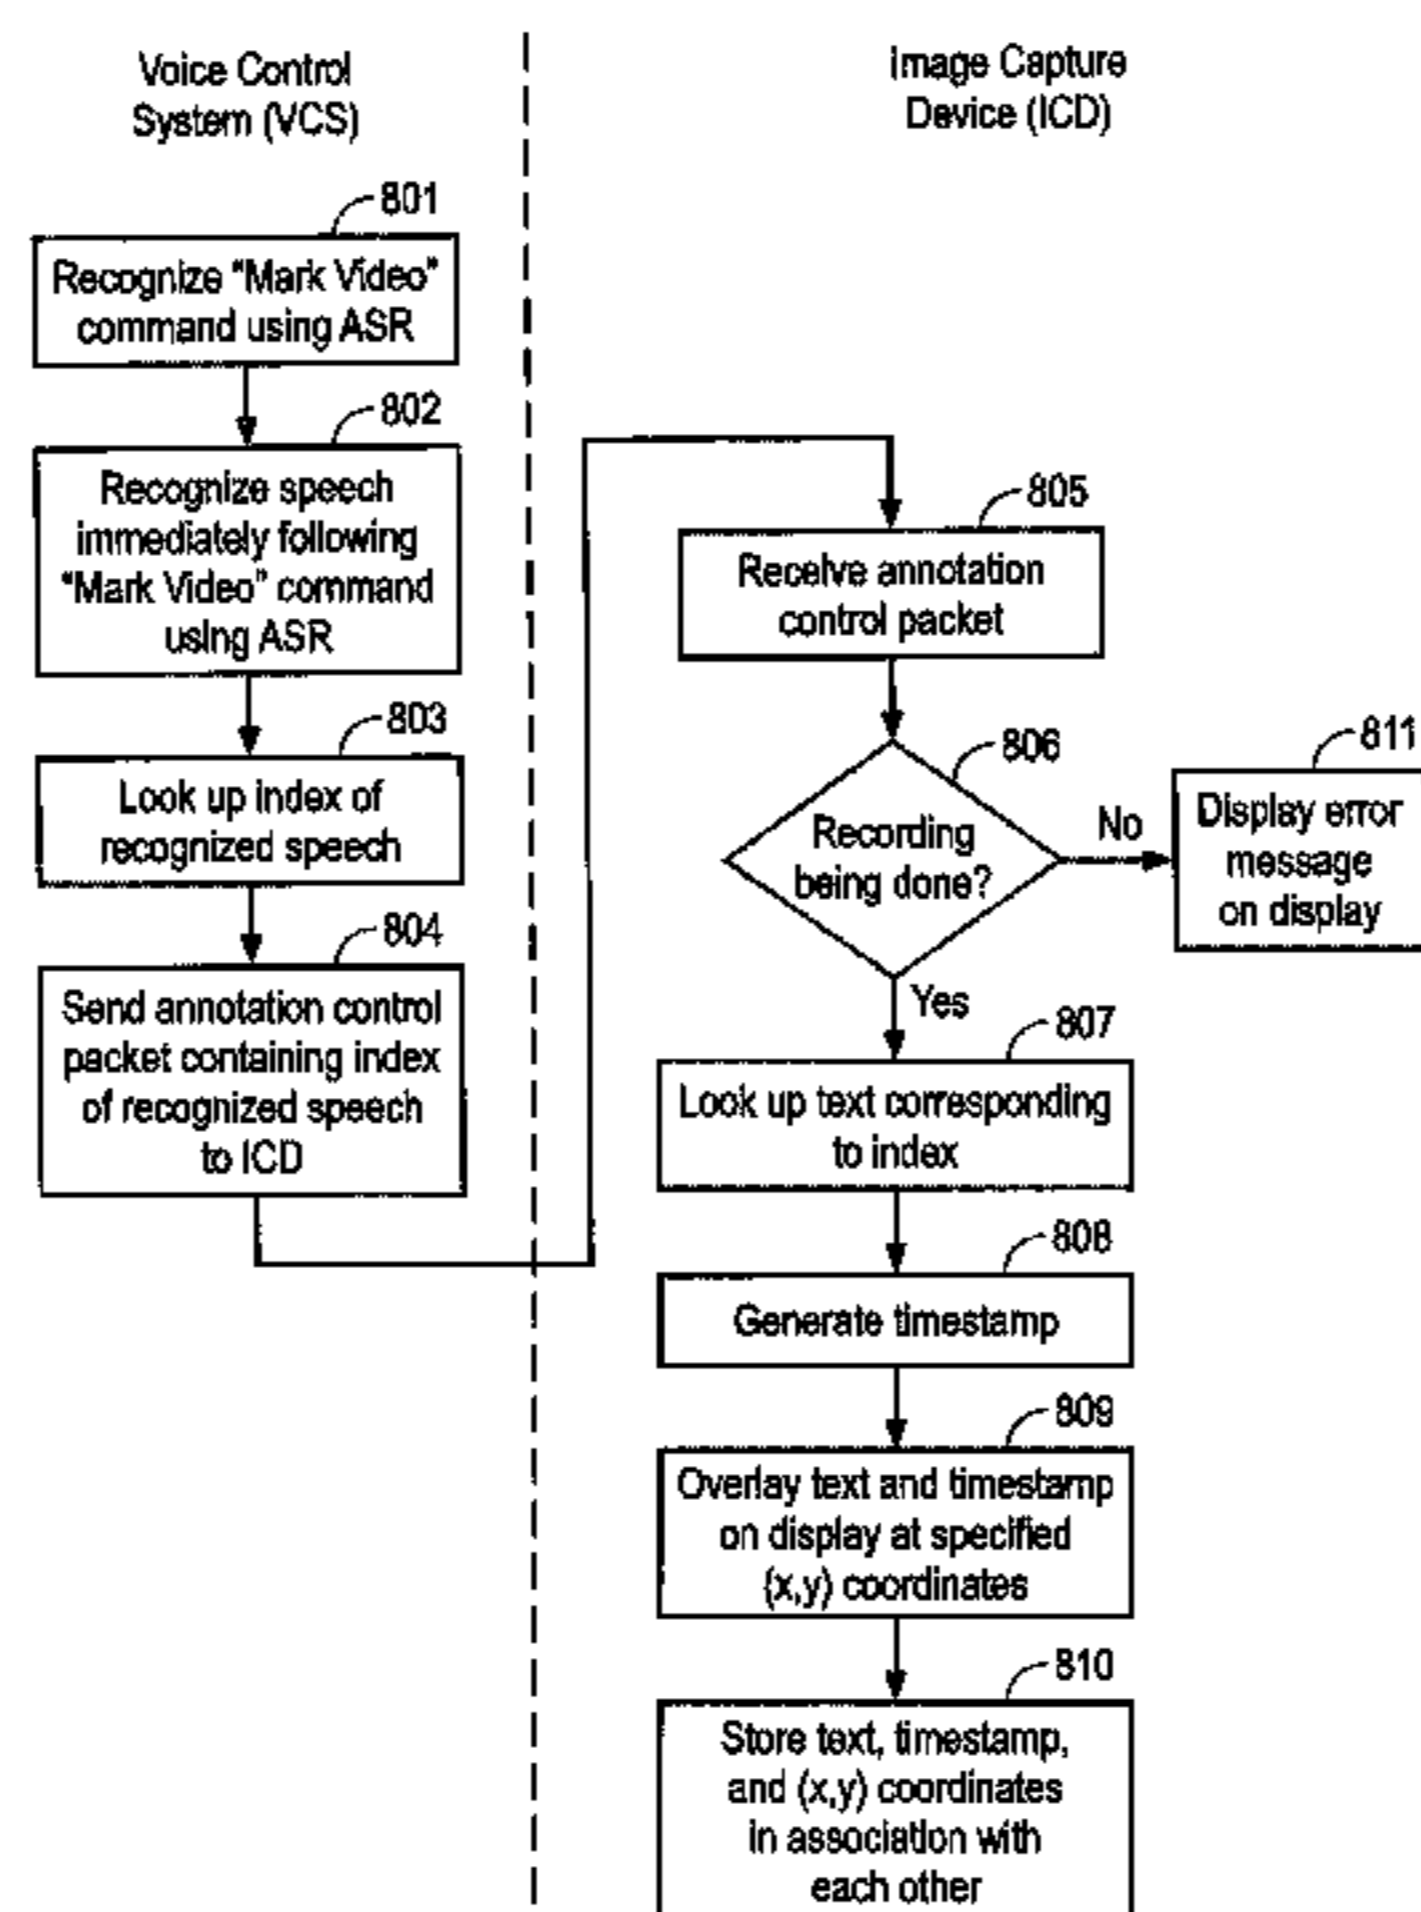 Voice Control
System (VCS)
Image Capture
Device (ICD)
801
Recognize "Mark Video"
command using ASR
802
Recognize speech
immediately following
"Mark Video" command
using ASR
803
Look up index of
recognized speech
804
Send annotation control
packet containing index
of recognized speech
to ICD
805
Receive annotation
control packet
806
Recording
being done?
No
811
Display error
message
on display
Yes
807
Look up text corresponding
to index
808
Generate timestamp
809
Overlay text and timestamp
on display at specified
(x,y) coordinates
810
Store text, timestamp,
and (x,y) coordinates
in association with
each other